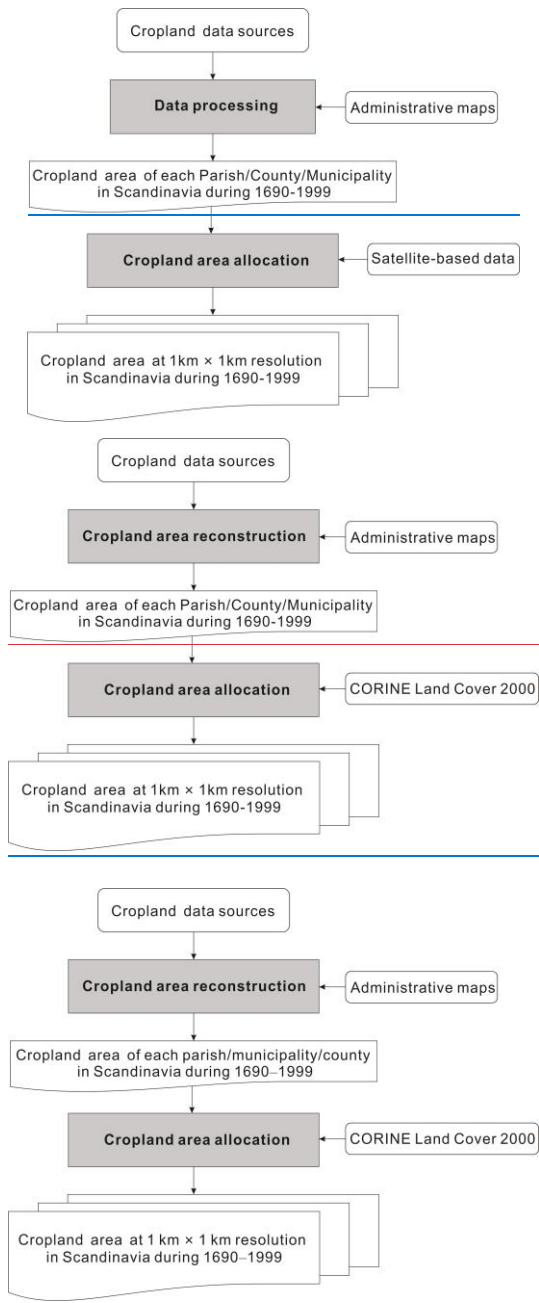 Cropland data sources
Data processing
Administrative maps
Cropland area of each Parish/County/Municipality
in Scandinavia during 1690-1999
Cropland area allocation
Satellite-based data
Cropland area at 1km × 1km resolution
in Scandinavia during 1690-1999
Cropland data sources
Cropland area reconstruction
Administrative maps
Cropland area of each Parish/County/Municipality
in Scandinavia during 1690-1999
Cropland area allocation
CORINE Land Cover 2000
Cropland area at 1km × 1km resolution
in Scandinavia during 1690-1999
Cropland data sources
Cropland area reconstruction
Administrative maps
Cropland area of each parish/municipality/county
in Scandinavia during 1690–1999
Cropland area allocation
CORINE Land Cover 2000
Cropland area at 1 km × 1 km resolution
in Scandinavia during 1690–1999